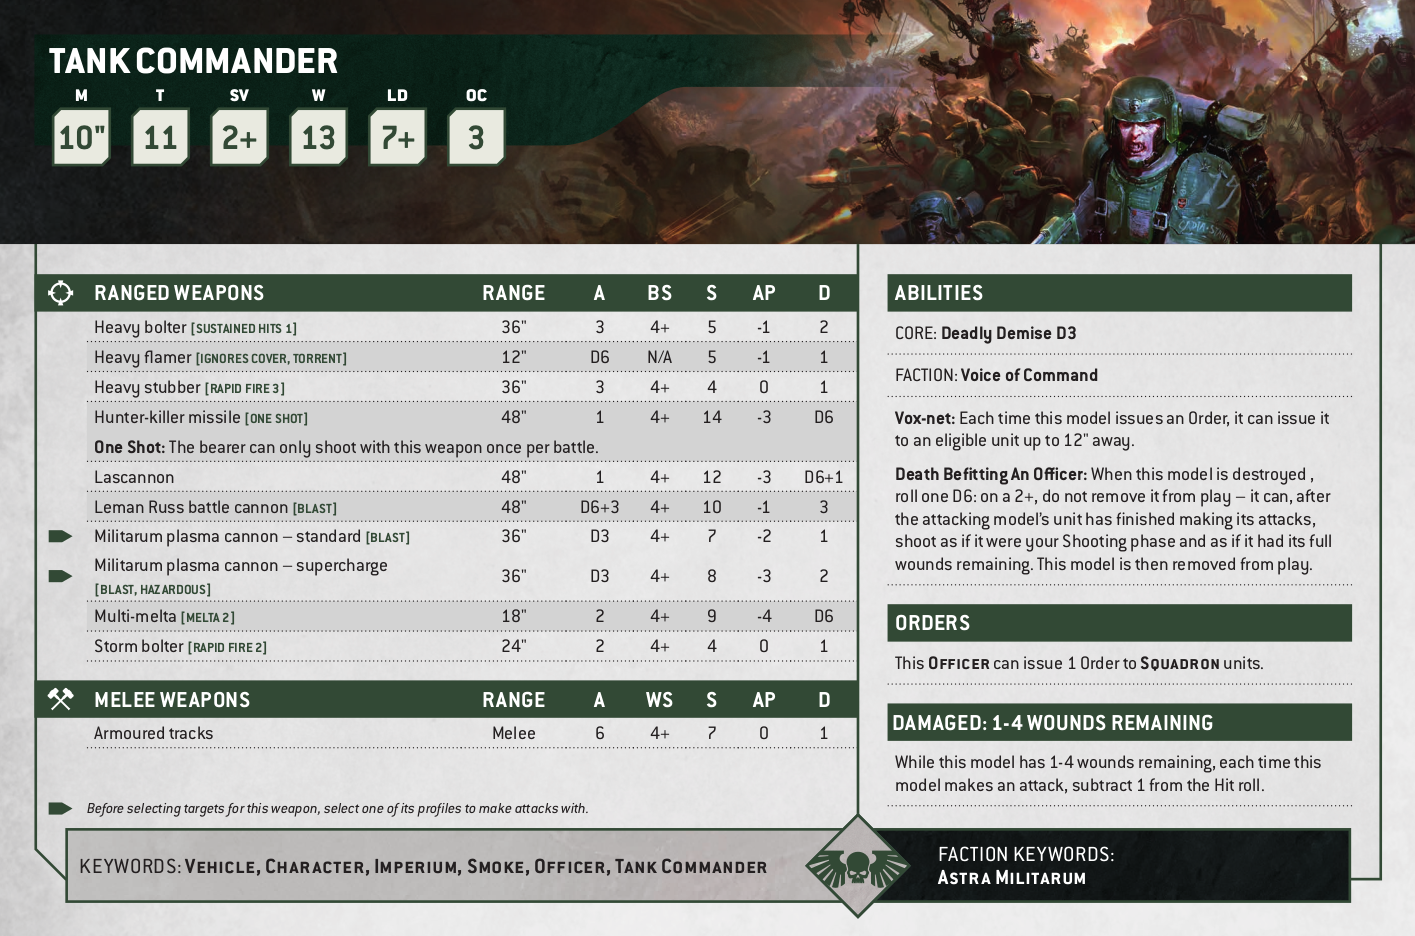 TANK COMMANDER
M T SV W LD OC
10" 11 2+ 13 7+ 3
RANGED WEAPONS RANGE A BS S AP D
Heavy bolter [SUSTAINED HITS 1] 36" 3 4+ 5 -1 2
Heavy flamer [IGNORES COVER, TORRENT] 12" D6 N/A 5 -1 1
Heavy stubber [RAPID FIRE 3] 36" 3 4+ 4 0 1
Hunter-killer missile [ONE SHOT] 48" 1 4+ 14 -3 D6
One Shot: The bearer can only shoot with this weapon once per battle.
Lascannon 48" 1 4+ 12 -3 D6+1
Leman Russ battle cannon [BLAST] 48" D6+3 4+ 10 -1 3
Militarum plasma cannon – standard [BLAST] 36" D3 4+ 7 -2 1
Militarum plasma cannon – supercharge
[BLAST, HAZARDOUS] 36" D3 4+ 8 -3 2
Multi-melta [MELTA 2] 18" 2 4+ 9 -4 D6
Storm bolter [RAPID FIRE 2] 24" 2 4+ 4 0 1
MELEE WEAPONS RANGE A WS S AP D
Armoured tracks Melee 6 4+ 7 0 1
Before selecting targets for this weapon, select one of its profiles to make attacks with.
ABILITIES
CORE: Deadly Demise D3
FACTION: Voice of Command
Vox-net: Each time this model issues an Order, it can issue it
to an eligible unit up to 12" away.
Death Befitting An Officer: When this model is destroyed ,
roll one D6: on a 2+, do not remove it from play – it can, after
the attacking model's unit has finished making its attacks,
shoot as if it were your Shooting phase and as if it had its full
wounds remaining. This model is then removed from play.
ORDERS
This OFFICER can issue 1 Order to SQUADRON units.
DAMAGED: 1-4 WOUNDS REMAINING
While this model has 1-4 wounds remaining, each time this
model makes an attack, subtract 1 from the Hit roll.
KEYWORDS: VEHICLE, CHARACTER, IMPERIUM, SMOKE, OFFICER, TANK COMMANDER
FACTION KEYWORDS:
ASTRA MILITARUM